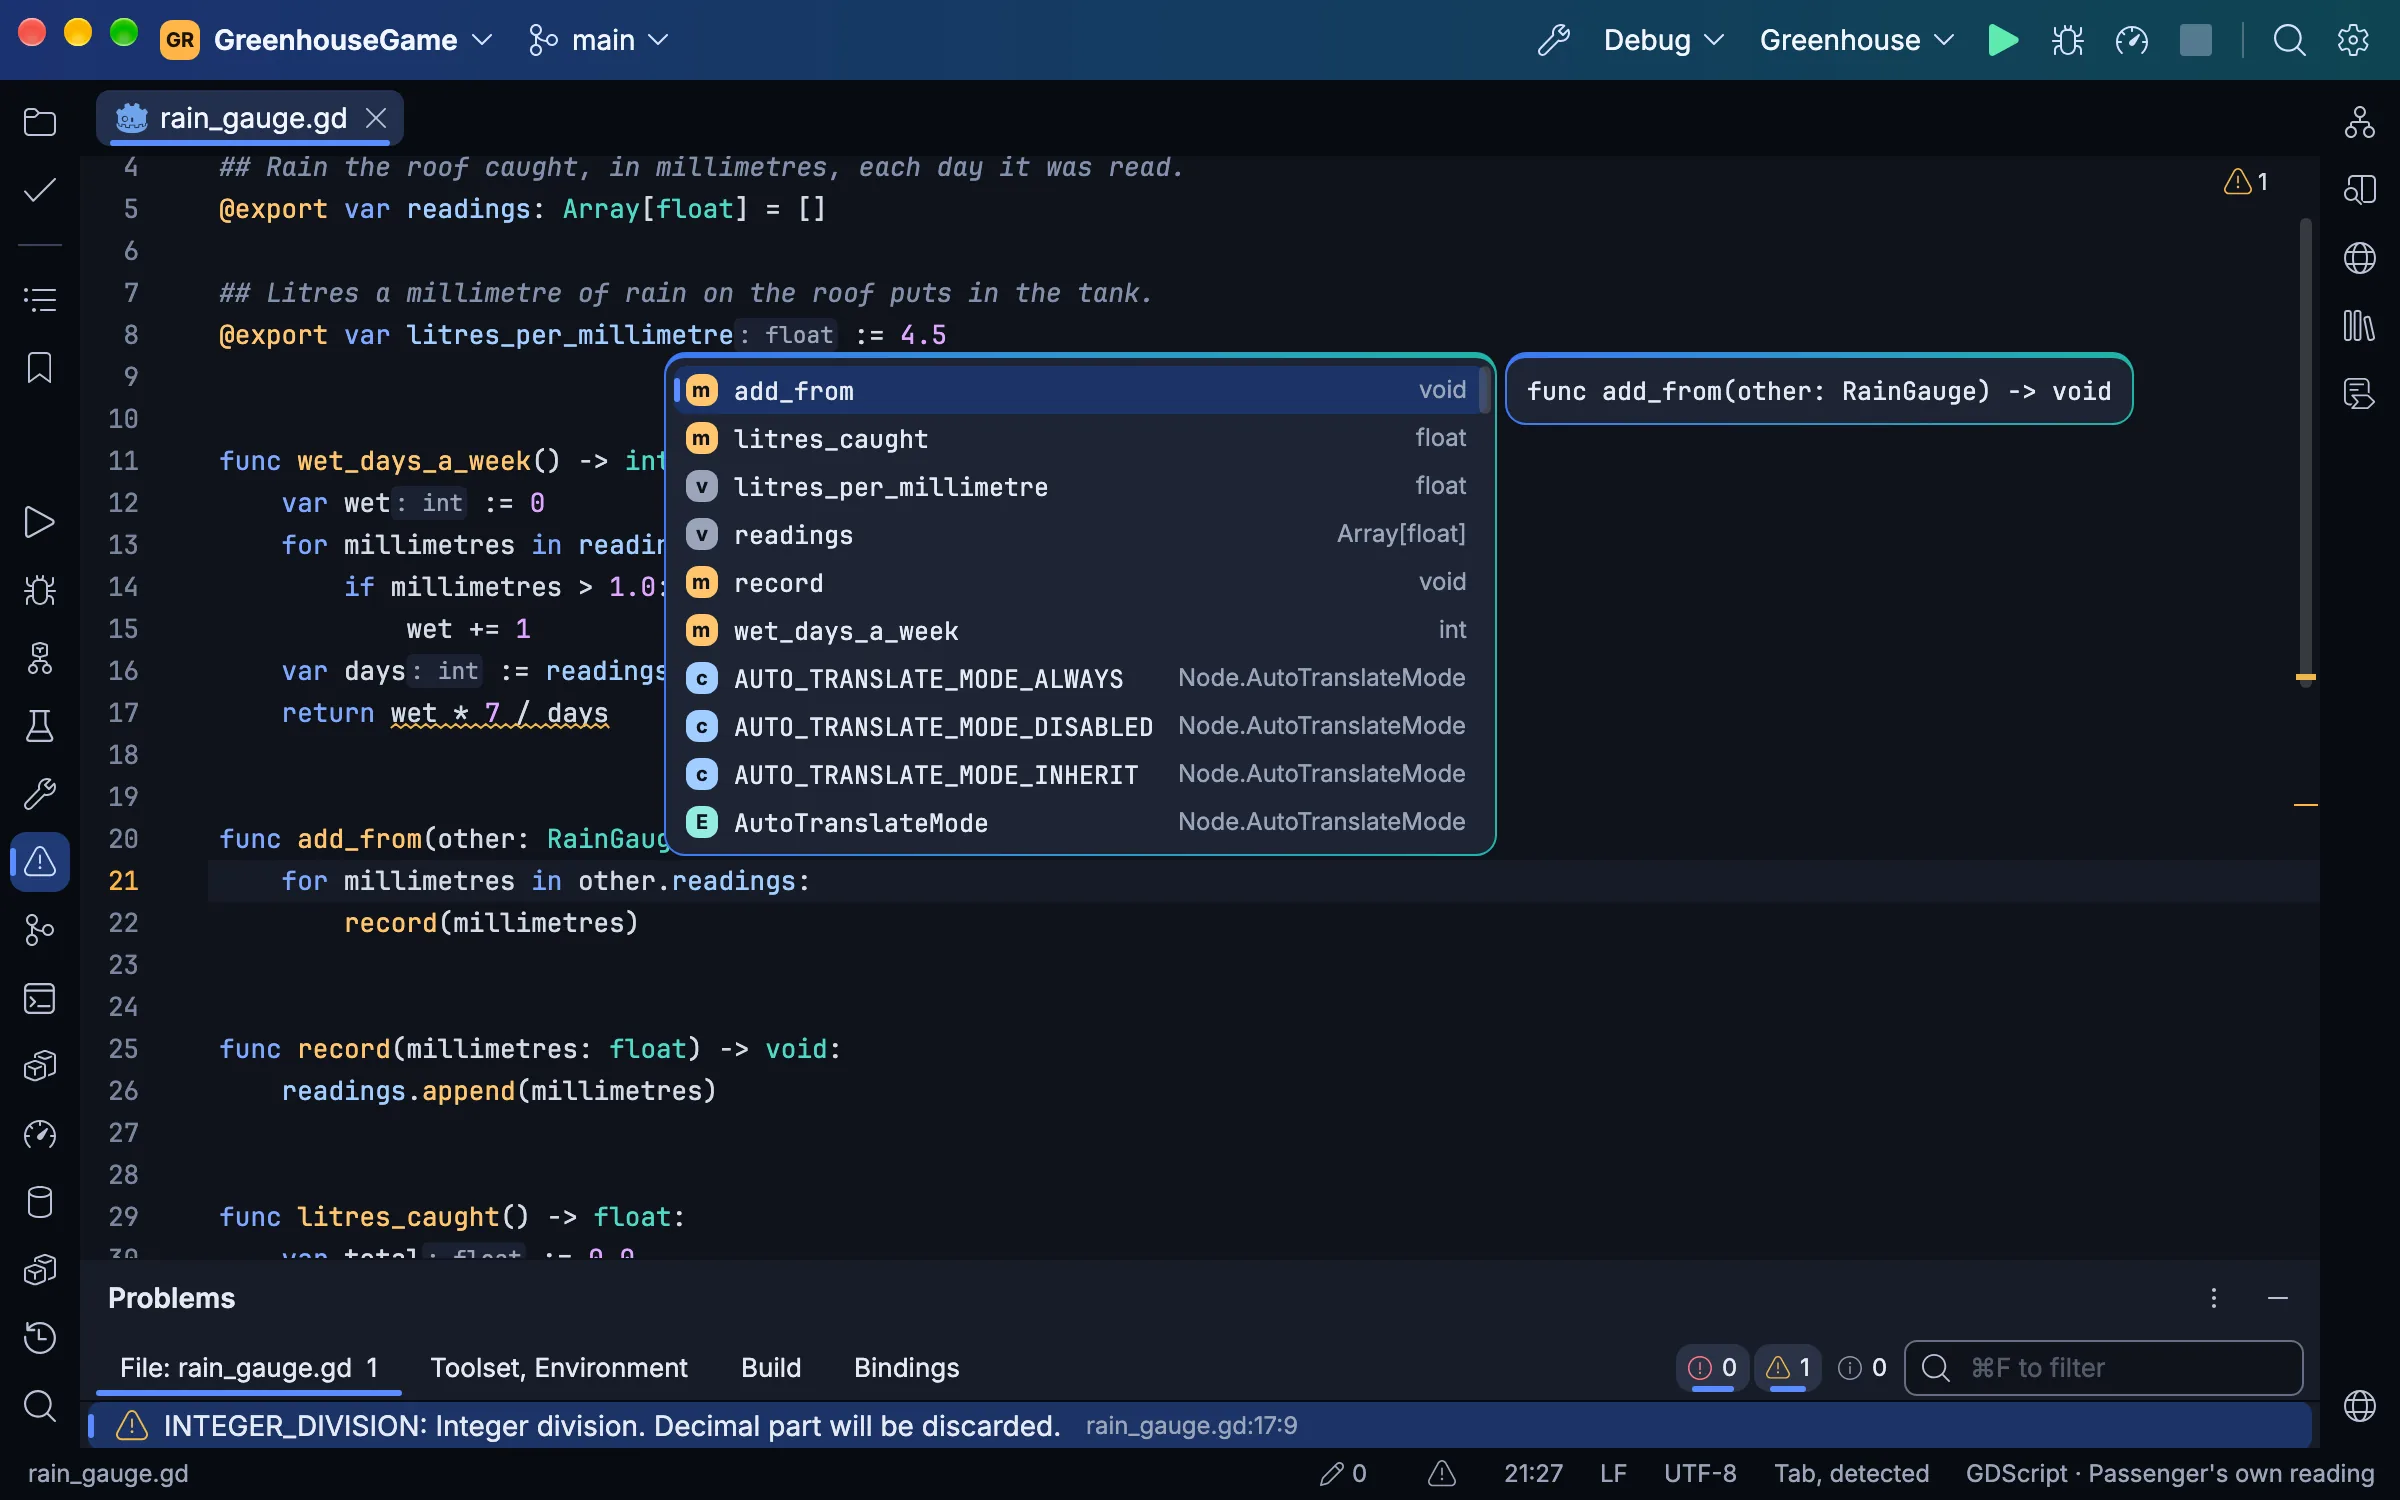 GR GreenhouseGame main Debug Greenhouse
rain_gauge.gd
4 ## Rain the roof caught, in millimetres, each day it was read.
1
5 @export var readings: Array[float] = []
6
7 ## Litres a millimetre of rain on the roof puts in the tank.
8 @export var litres_per_millimetre: float := 4.5
9
10
11 func wet_days_a_week() -> int
12 var wet: int := 0
13 for millimetres in readin
14 if millimetres > 1.0:
15 wet += 1
16 var days: int := readings
17 return wet * 7 / days
18
19
20 func add_from(other: RainGaug
21 for millimetres in other.readings:
22 record(millimetres)
23
24
25 func record(millimetres: float) -> void:
26 readings.append(millimetres)
27
28
29 func litres_caught() -> float:
30 var total: float := 0.0
m add_from void
m litres_caught float
v litres_per_millimetre float
v readings Array[float]
m record void
m wet_days_a_week int
c AUTO_TRANSLATE_MODE_ALWAYS Node.AutoTranslateMode
c AUTO_TRANSLATE_MODE_DISABLED Node.AutoTranslateMode
c AUTO_TRANSLATE_MODE_INHERIT Node.AutoTranslateMode
E AutoTranslateMode Node.AutoTranslateMode
func add_from(other: RainGauge) -> void
Problems
File: rain_gauge.gd 1 Toolset, Environment Build Bindings 0 1 0 ⌘F to filter
INTEGER_DIVISION: Integer division. Decimal part will be discarded. rain_gauge.gd:17:9
rain_gauge.gd 0 21:27 LF UTF-8 Tab, detected GDScript · Passenger's own reading